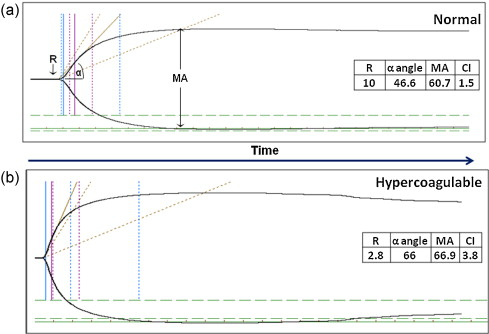 (a)
Normal
R
α
MA
R α angle MA CI
10 46.6 60.7 1.5
Time
(b)
Hypercoagulable
R α angle MA CI
2.8 66 66.9 3.8